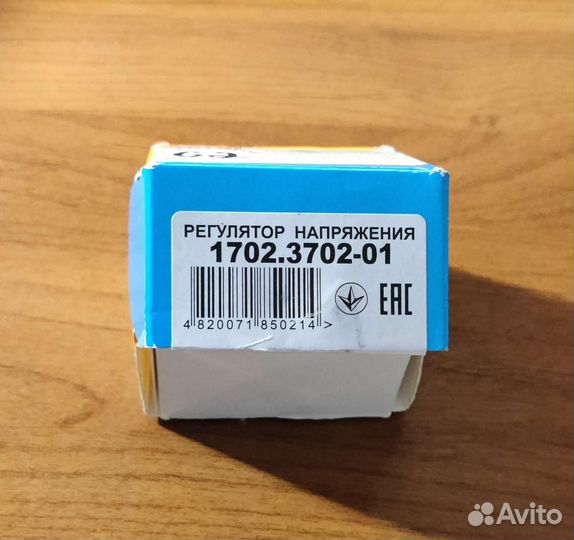 РЕГУЛЯТОР НАПРЯЖЕНИЯ
1702.3702-01
4 820071 850214 >
EAC
Avito